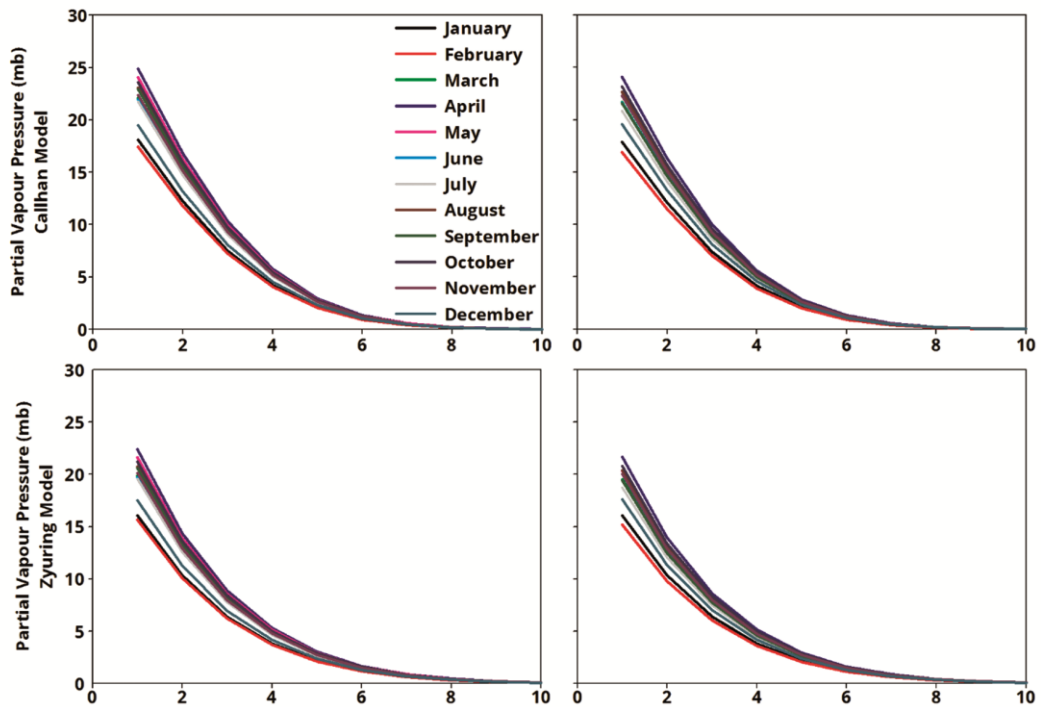 Partial Vapour Pressure (mb)
Callhan Model
30
25
20
15
10
5
0
January
February
March
April
May
June
July
August
September
October
November
December
0 2 4 6 8 10
0 2 4 6 8 10
Partial Vapour Pressure (mb)
Zyuring Model
30
25
20
15
10
5
0
0 2 4 6 8 10
0 2 4 6 8 10